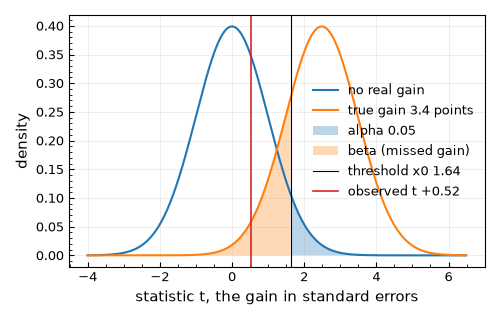 0.40
0.35
0.30
0.25
0.20
0.15
0.10
0.05
0.00
density
no real gain
true gain 3.4 points
alpha 0.05
beta (missed gain)
threshold x0 1.64
observed t +0.52
−4 −2 0 2 4 6
statistic t, the gain in standard errors